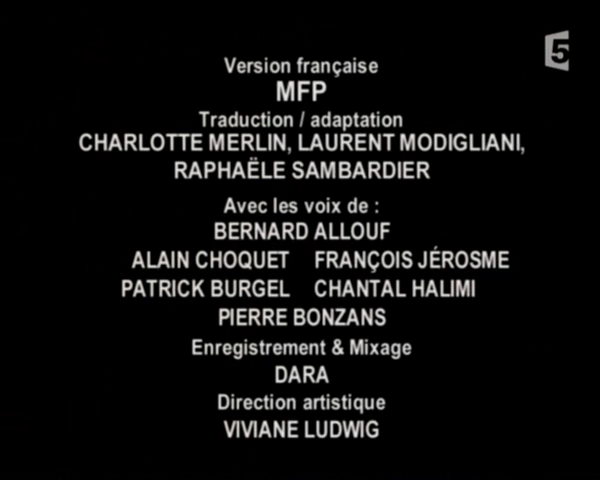 5
Version française
MFP
Traduction / adaptation
CHARLOTTE MERLIN, LAURENT MODIGLIANI,
RAPHAËLE SAMBARDIER
Avec les voix de :
BERNARD ALLOUF
ALAIN CHOQUET FRANÇOIS JÉROSME
PATRICK BURGEL CHANTAL HALIMI
PIERRE BONZANS
Enregistrement & Mixage
DARA
Direction artistique
VIVIANE LUDWIG